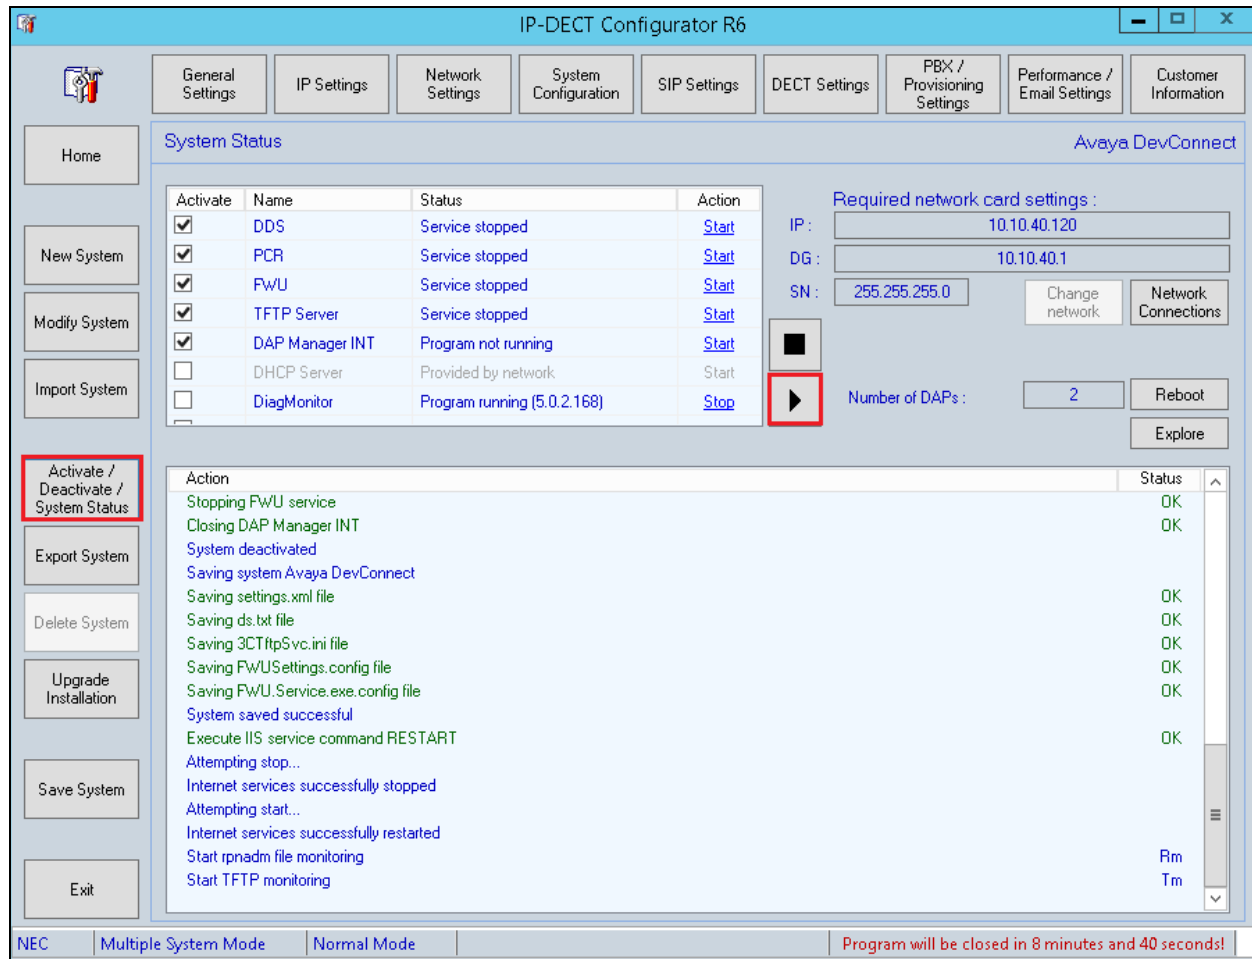 IP-DECT Configurator R6
General Settings
IP Settings
Network Settings
System Configuration
SIP Settings
DECT Settings
PBX / Provisioning Settings
Performance / Email Settings
Customer Information
Home
New System
Modify System
Import System
Activate / Deactivate / System Status
Export System
Delete System
Upgrade Installation
Save System
Exit
System Status
Avaya DevConnect
Activate Name Status Action
DDS Service stopped Start
PCR Service stopped Start
FWU Service stopped Start
TFTP Server Service stopped Start
DAP Manager INT Program not running Start
DHCP Server Provided by network Start
DiagMonitor Program running (5.0.2.168) Stop
Required network card settings :
IP : 10.10.40.120
DG : 10.10.40.1
SN : 255.255.255.0
Change network
Network Connections
Number of DAPs : 2
Reboot
Explore
Action Status
Stopping FWU service OK
Closing DAP Manager INT OK
System deactivated
Saving system Avaya DevConnect
Saving settings.xml file OK
Saving ds.txt file OK
Saving 3CTftpSvc.ini file OK
Saving FWUSettings.config file OK
Saving FWU.Service.exe.config file OK
System saved successful
Execute IIS service command RESTART OK
Attempting stop...
Internet services successfully stopped
Attempting start...
Internet services successfully restarted
Start rpnadm file monitoring Rm
Start TFTP monitoring Tm
NEC Multiple System Mode Normal Mode Program will be closed in 8 minutes and 40 seconds!